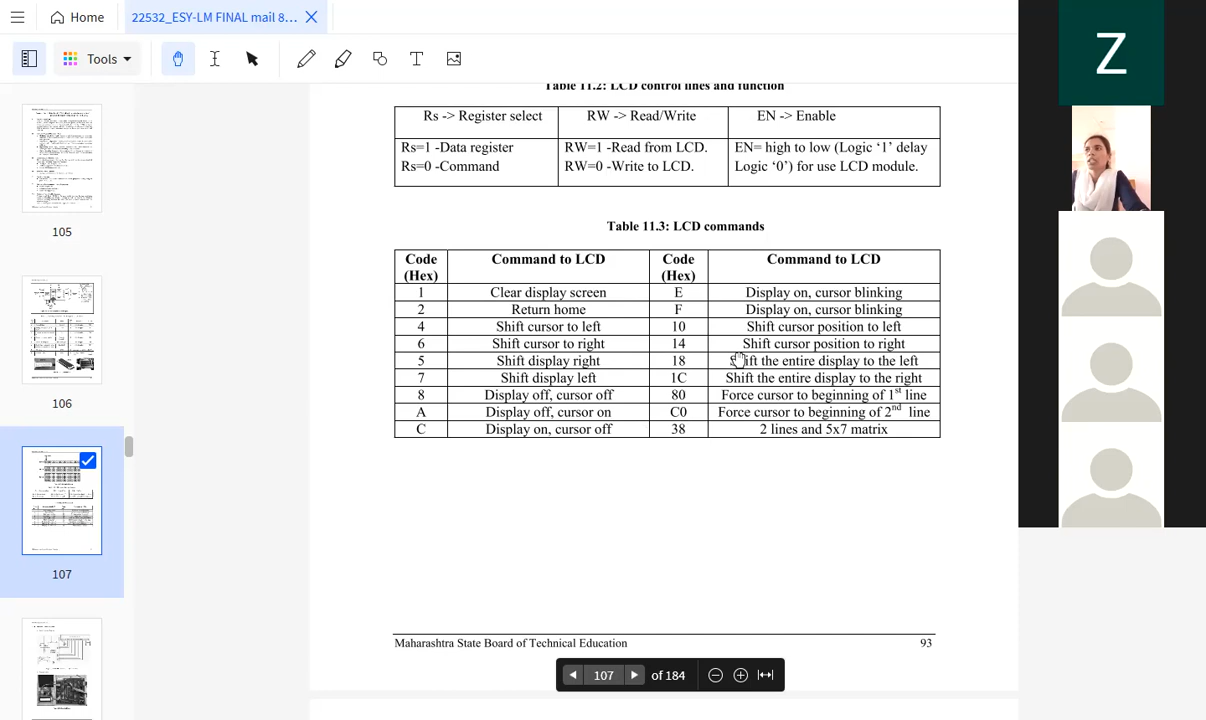 Home
22532_ESY-LM FINAL mail 8...
Tools
Table 11.2: LCD control lines and function
Rs -> Register select RW -> Read/Write EN -> Enable
Rs=1 -Data register RW=1 -Read from LCD. EN= high to low (Logic ‘1’ delay
Rs=0 -Command RW=0 -Write to LCD. Logic ‘0’) for use LCD module.
Table 11.3: LCD commands
Code (Hex) Command to LCD Code (Hex) Command to LCD
1 Clear display screen E Display on, cursor blinking
2 Return home F Display on, cursor blinking
4 Shift cursor to left 10 Shift cursor position to left
6 Shift cursor to right 14 Shift cursor position to right
5 Shift display right 18 Shift the entire display to the left
7 Shift display left 1C Shift the entire display to the right
8 Display off, cursor off 80 Force cursor to beginning of 1st line
A Display off, cursor on C0 Force cursor to beginning of 2nd line
C Display on, cursor off 38 2 lines and 5x7 matrix
Maharashtra State Board of Technical Education 93
107 of 184
105
106
107
Z